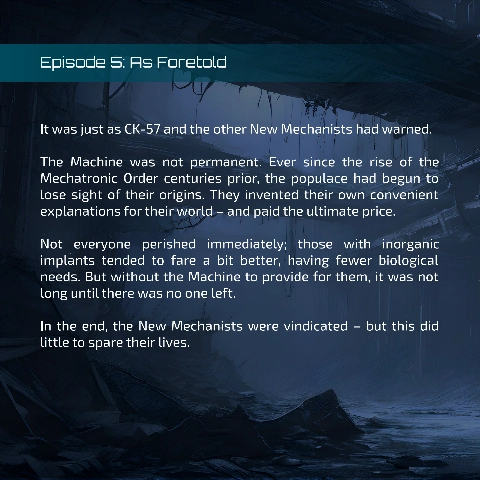 Episode 5: As Foretold
It was just as CK-57 and the other New Mechanists had warned.
The Machine was not permanent. Ever since the rise of the
Mechatronic Order centuries prior, the populace had begun to
lose sight of their origins. They invented their own convenient
explanations for their world – and paid the ultimate price.
Not everyone perished immediately; those with inorganic
implants tended to fare a bit better, having fewer biological
needs. But without the Machine to provide for them, it was not
long until there was no one left.
In the end, the New Mechanists were vindicated – but this did
little to spare their lives.